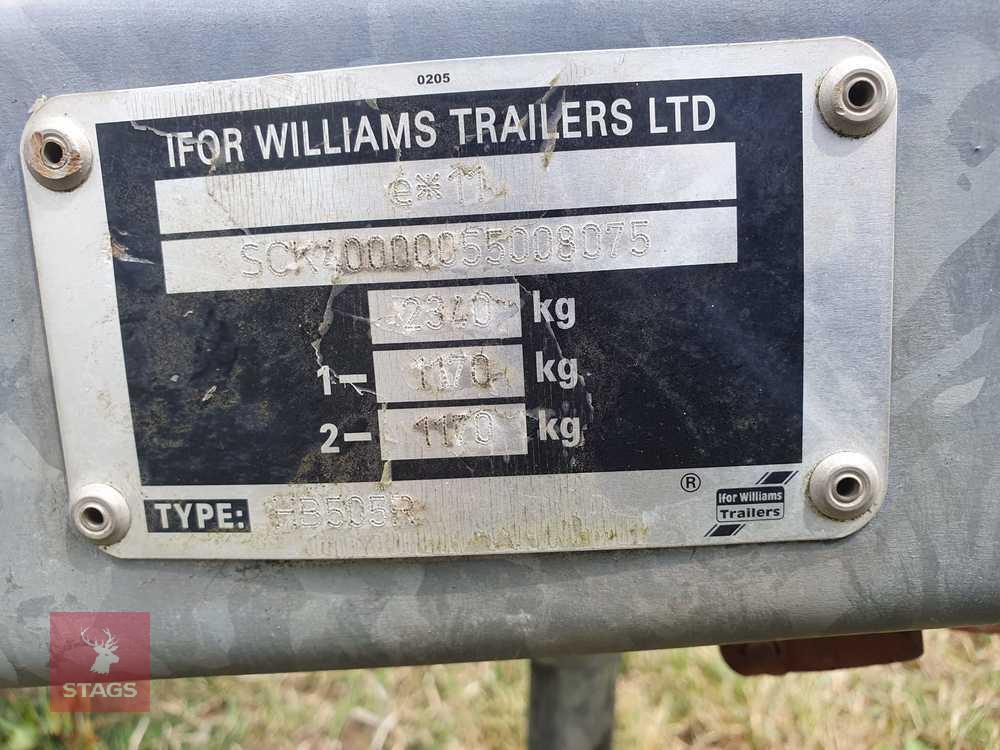 0205
IFOR WILLIAMS TRAILERS LTD
e*11
SCK40000055008075
2340 kg
1- 1170 kg
2- 1170 kg
TYPE: HB505R
®
Ifor Williams
Trailers
STAGS